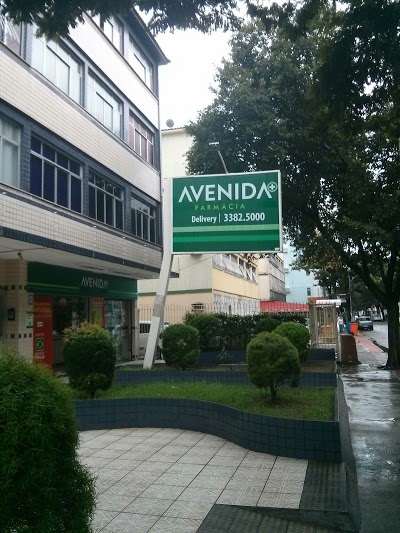 AVENIDA
FARMÁCIA
Delivery | 3382.5000
AVENIDA